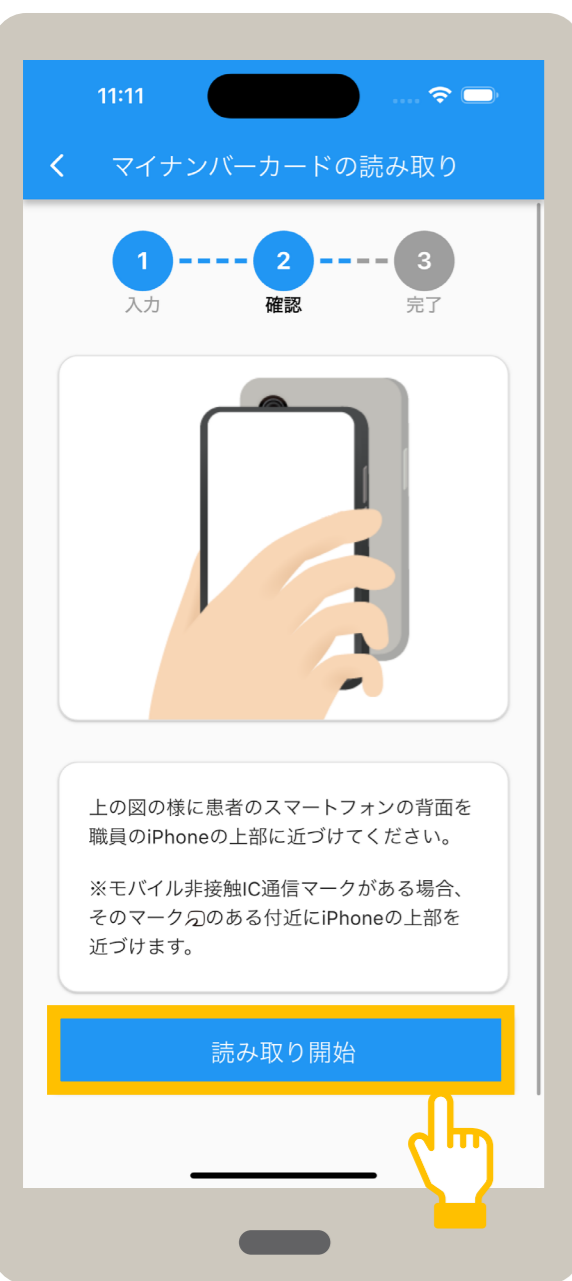 11:11
マイナンバーカードの読み取り
1
2
3
入力
確認
完了
上の図の様に患者のスマートフォンの背面を
職員のiPhoneの上部に近づけてください。
※モバイル非接触IC通信マークがある場合、
そのマークのある付近にiPhoneの上部を
近づけます。
読み取り開始